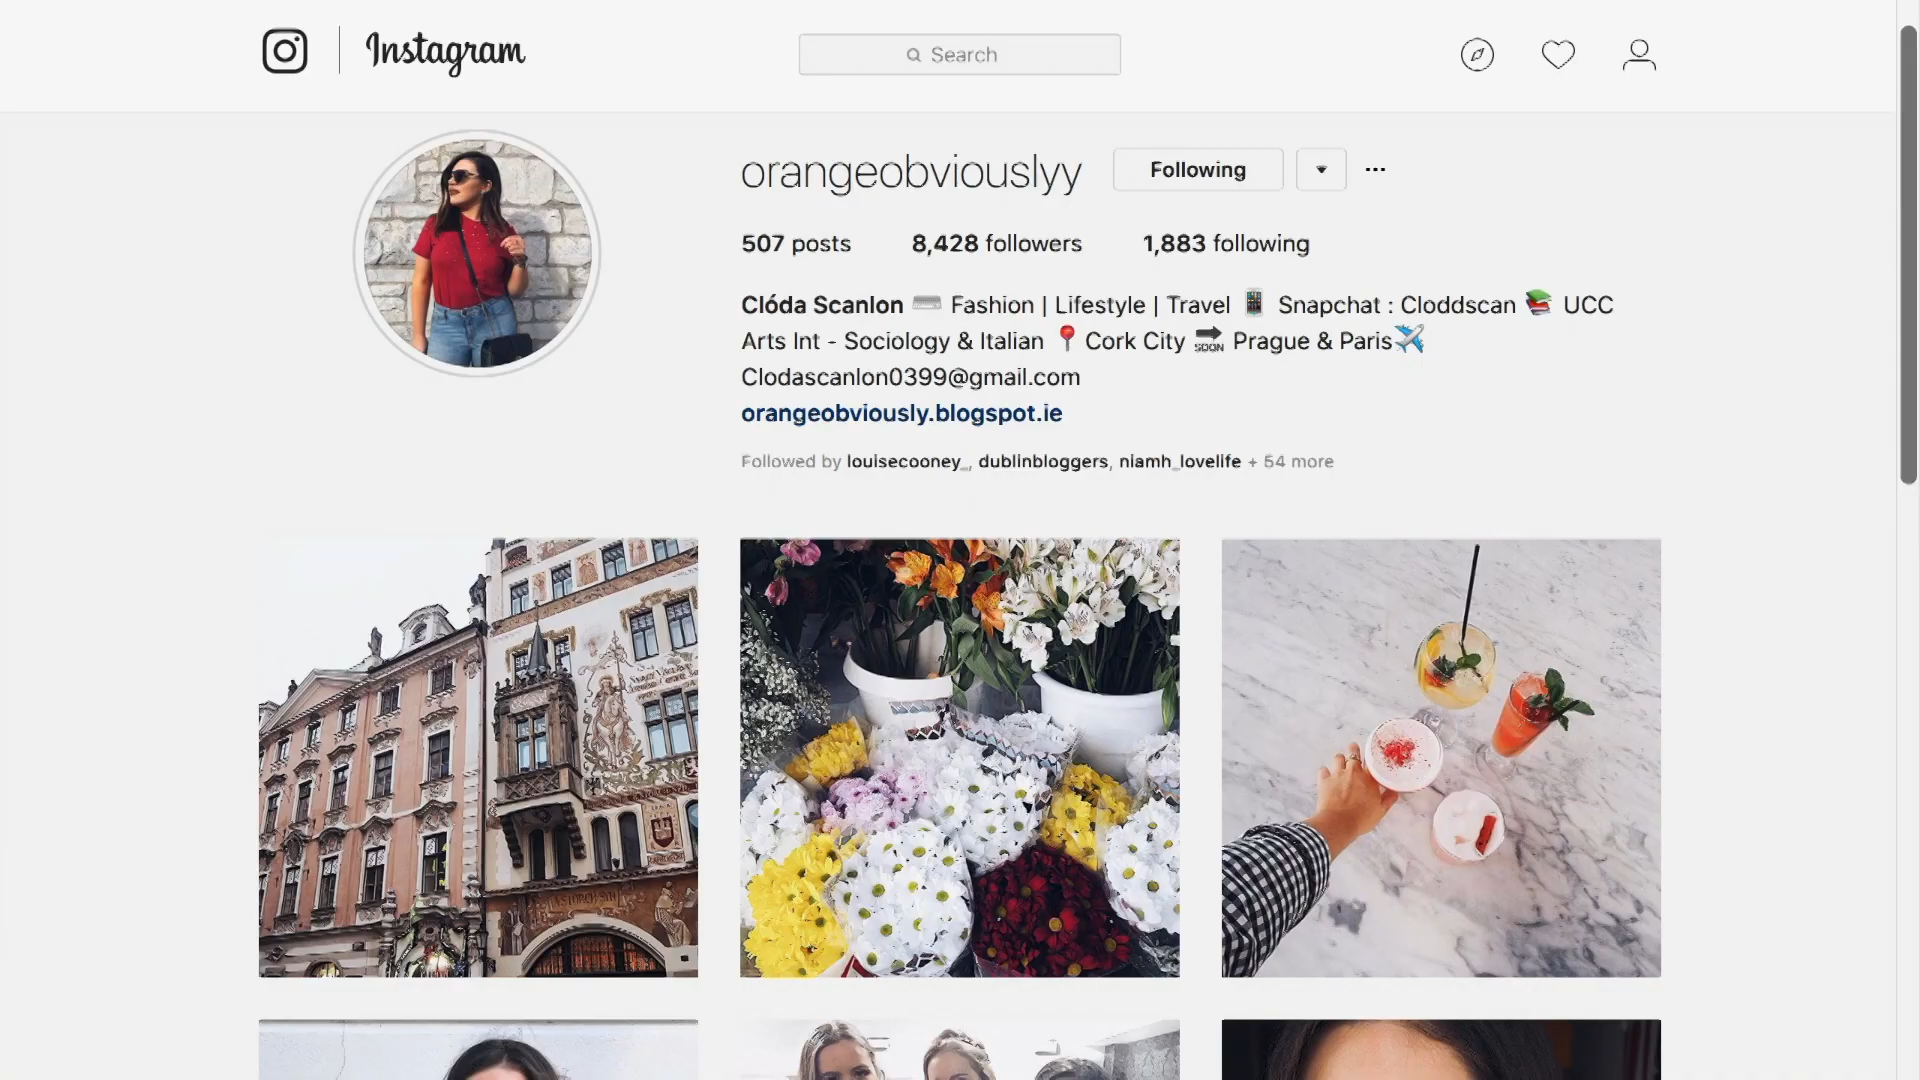 Instagram
Search
orangeobviouslyy Following
507 posts 8,428 followers 1,883 following
Clóda Scanlon ⌨️ Fashion | Lifestyle | Travel 📱 Snapchat : Cloddscan 📚 UCC
Arts Int - Sociology & Italian 📍 Cork City 🔜 Prague & Paris✈️
Clodascanlon0399@gmail.com
orangeobviously.blogspot.ie
Followed by louisecooney_, dublinbloggers, niamh_lovelife + 54 more